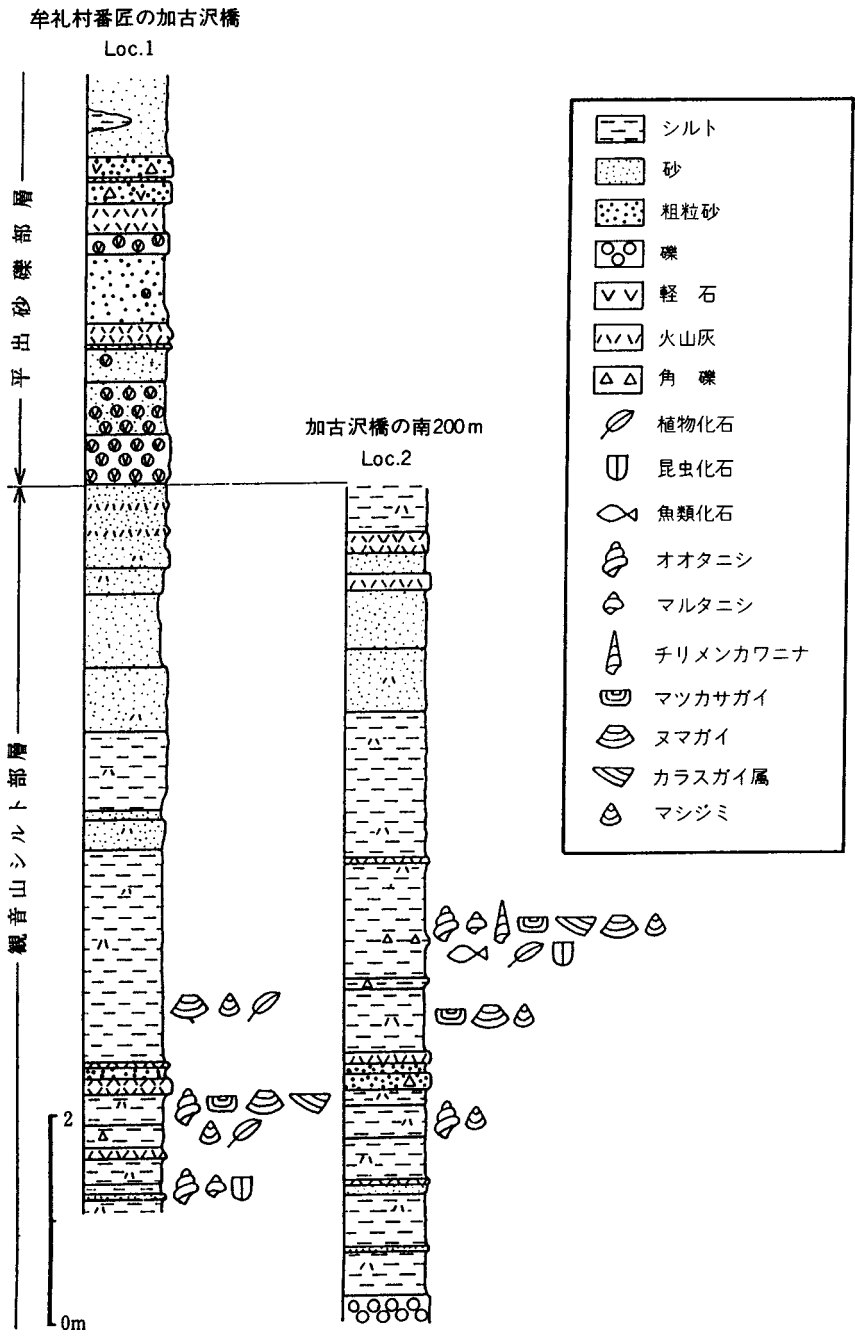 牟礼村番匠の加古沢橋
Loc.1
平出砂礫部層
観音山シルト部層
加古沢橋の南200m
Loc.2
2
0m
シルト
砂
粗粒砂
礫
軽石
火山灰
角礫
植物化石
昆虫化石
魚類化石
オオタニシ
マルタニシ
チリメンカワニナ
マツカサガイ
ヌマガイ
カラスガイ属
マシジミ